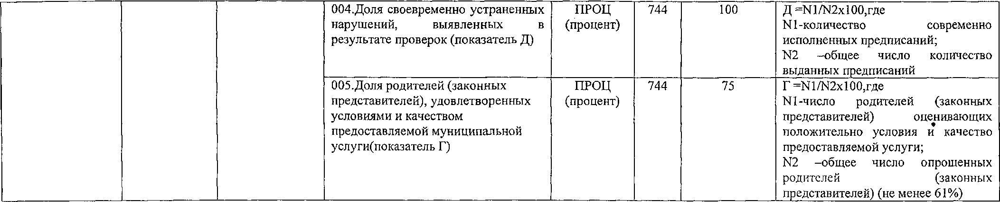 004.Доля своевременно устраненных
нарушений, выявленных в
результате проверок (показатель Д)
ПРОЦ
(процент)
744
100
Д =N1/N2x100,где
N1-количество современно
исполненных предписаний;
N2 –общее число количество
выданных предписаний
005.Доля родителей (законных
представителей), удовлетворенных
условиями и качеством
предоставляемой муниципальной
услуги(показатель Г)
ПРОЦ
(процент)
744
75
Г =N1/N2x100,где
N1-число родителей (законных
представителей) оценивающих
положительно условия и качество
предоставляемой услуги;
N2 –общее число опрошенных
родителей (законных
представителей) (не менее 61%)